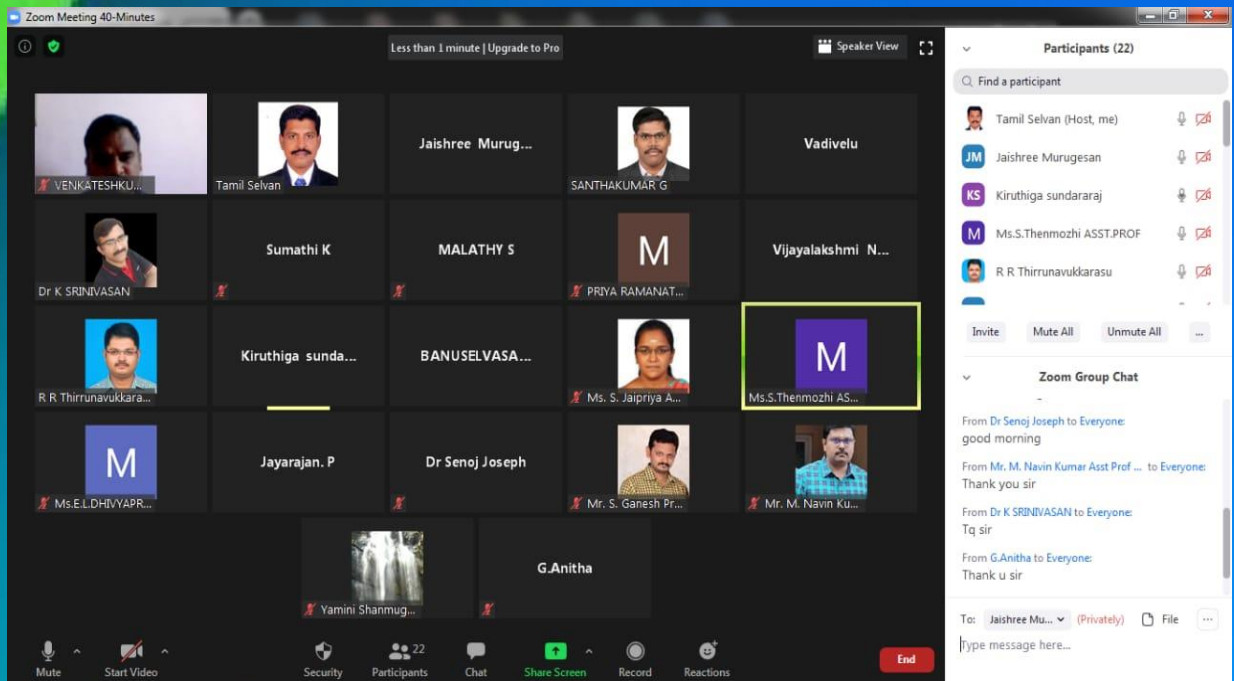 Zoom Meeting 40-Minutes
Less than 1 minute | Upgrade to Pro
Speaker View
VENKATESHKU...
Tamil Selvan
Jaishree Murug...
SANTHAKUMAR G
Vadivelu
Dr K SRINIVASAN
Sumathi K
MALATHY S
M
PRIYA RAMANAT...
Vijayalakshmi N...
R R Thirrunavukkara...
Kiruthiga sunda...
BANUSELVASA...
Ms. S. Jaipriya A...
M
Ms.S.Thenmozhi AS...
M
Ms.E.L.DHIVYAPR...
Jayarajan. P
Dr Senoj Joseph
Mr. S. Ganesh Pr...
Mr. M. Navin Ku...
Yamini Shanmug...
G.Anitha
Mute
Start Video
Security
22
Participants
Chat
Share Screen
Record
Reactions
End
Participants (22)
Find a participant
Tamil Selvan (Host, me)
JM Jaishree Murugesan
KS Kiruthiga sundararaj
M Ms.S.Thenmozhi ASST.PROF
R R Thirrunavukkarasu
Invite Mute All Unmute All ...
Zoom Group Chat
From Dr Senoj Joseph to Everyone:
good morning
From Mr. M. Navin Kumar Asst Prof ... to Everyone:
Thank you sir
From Dr K SRINIVASAN to Everyone:
Tq sir
From G.Anitha to Everyone:
Thank u sir
To: Jaishree Mu... (Privately) File ...
Type message here...